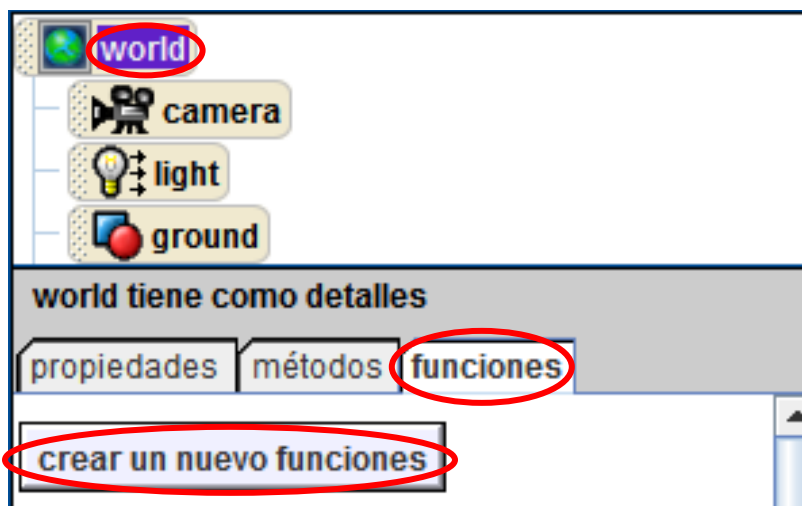 world
camera
light
ground
world tiene como detalles
propiedades métodos funciones
crear un nuevo funciones